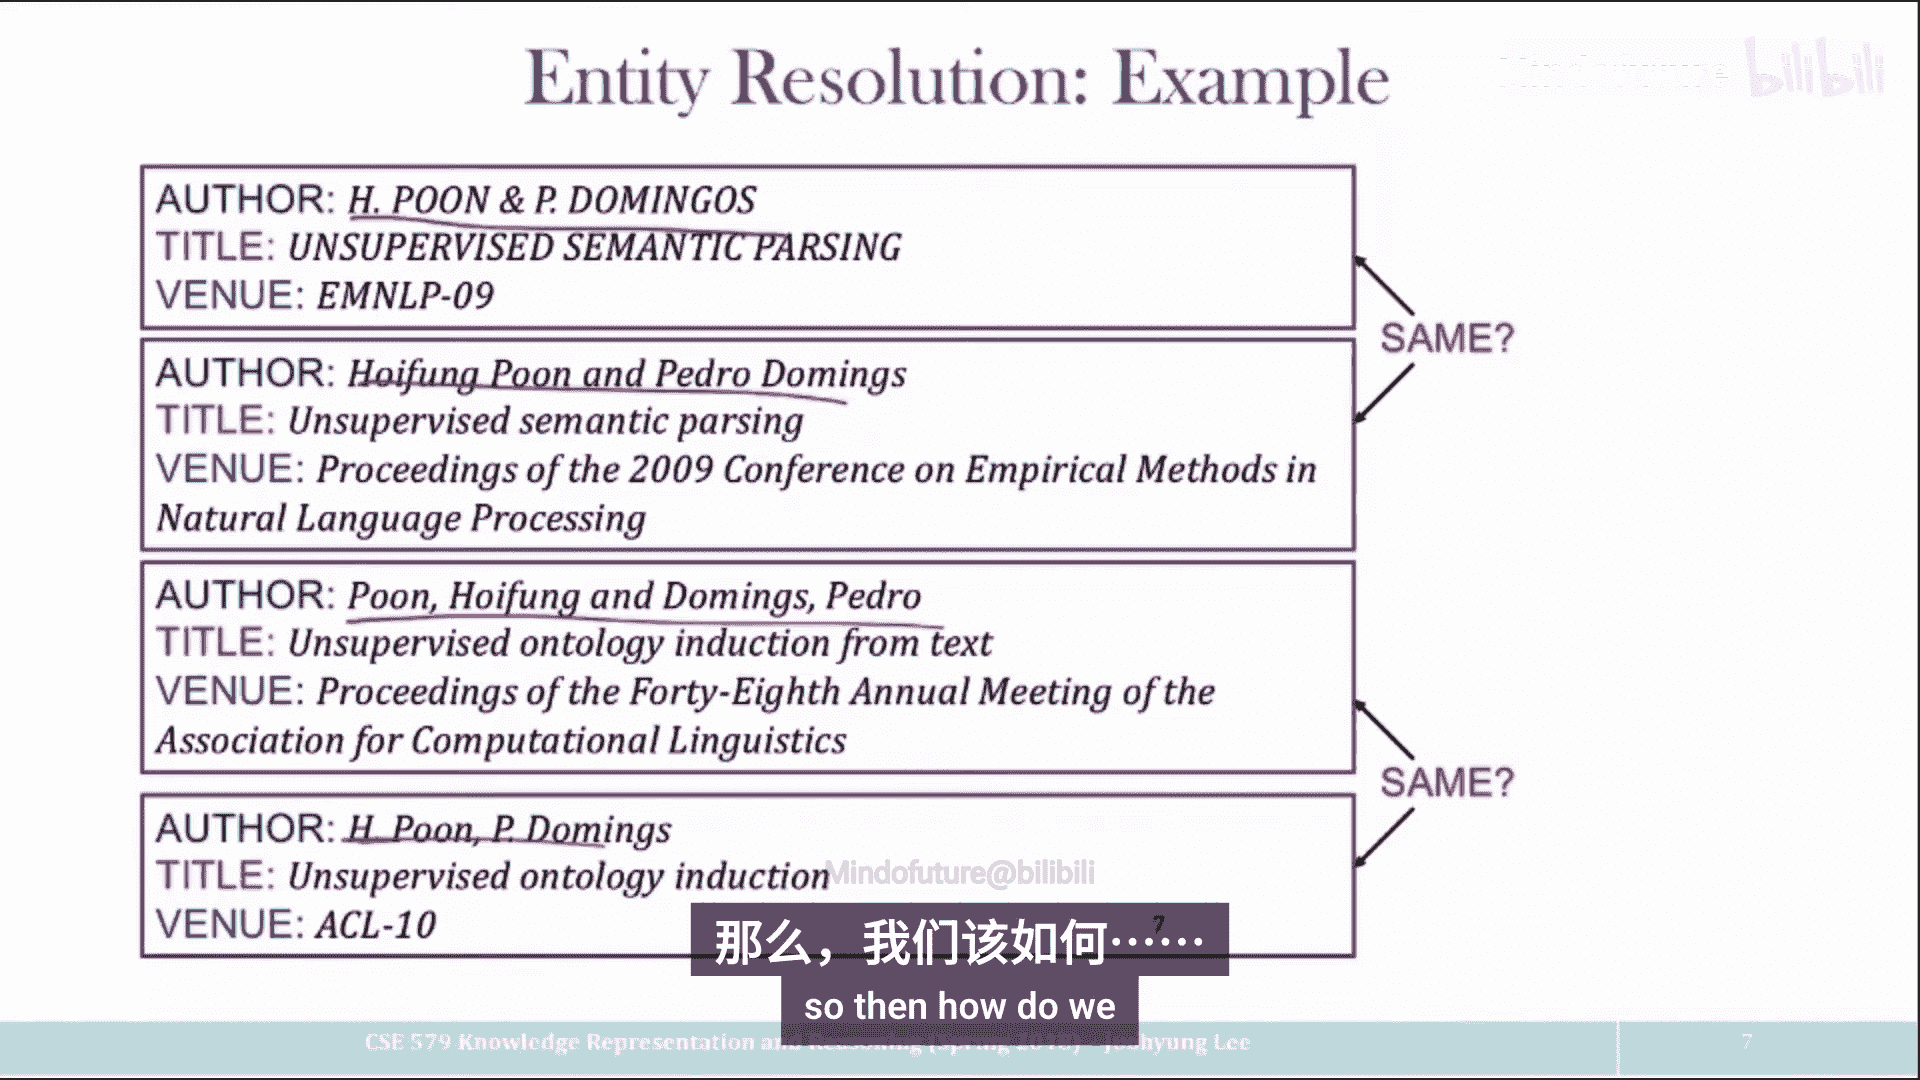 Entity Resolution: Example
bilibili
AUTHOR: H. POON & P. DOMINGOS
TITLE: UNSUPERVISED SEMANTIC PARSING
VENUE: EMNLP-09
SAME?
AUTHOR: Hoifung Poon and Pedro Domings
TITLE: Unsupervised semantic parsing
VENUE: Proceedings of the 2009 Conference on Empirical Methods in
Natural Language Processing
AUTHOR: Poon, Hoifung and Domings, Pedro
TITLE: Unsupervised ontology induction from text
VENUE: Proceedings of the Forty-Eighth Annual Meeting of the
Association for Computational Linguistics
SAME?
AUTHOR: H. Poon, P. Domings
TITLE: Unsupervised ontology induction
Mindofuture@bilibili
VENUE: ACL-10
7
那么，我们该如何……
so then how do we
CSE 579 Knowledge Representation and Lee
7